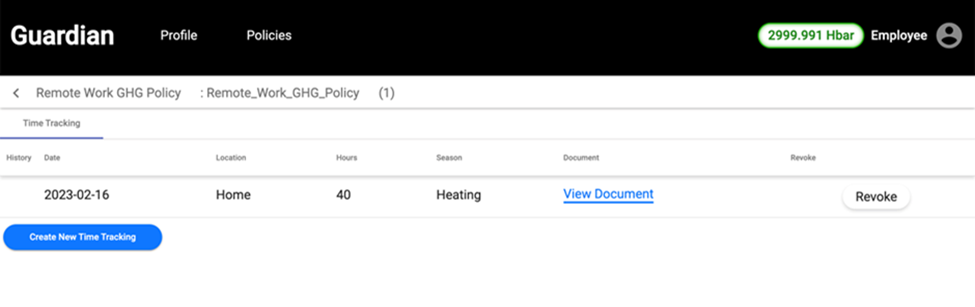 Guardian Profile Policies 2999.991 Hbar Employee
Remote Work GHG Policy : Remote_Work_GHG_Policy (1)
Time Tracking
History Date Location Hours Season Document Revoke
2023-02-16 Home 40 Heating View Document Revoke
Create New Time Tracking